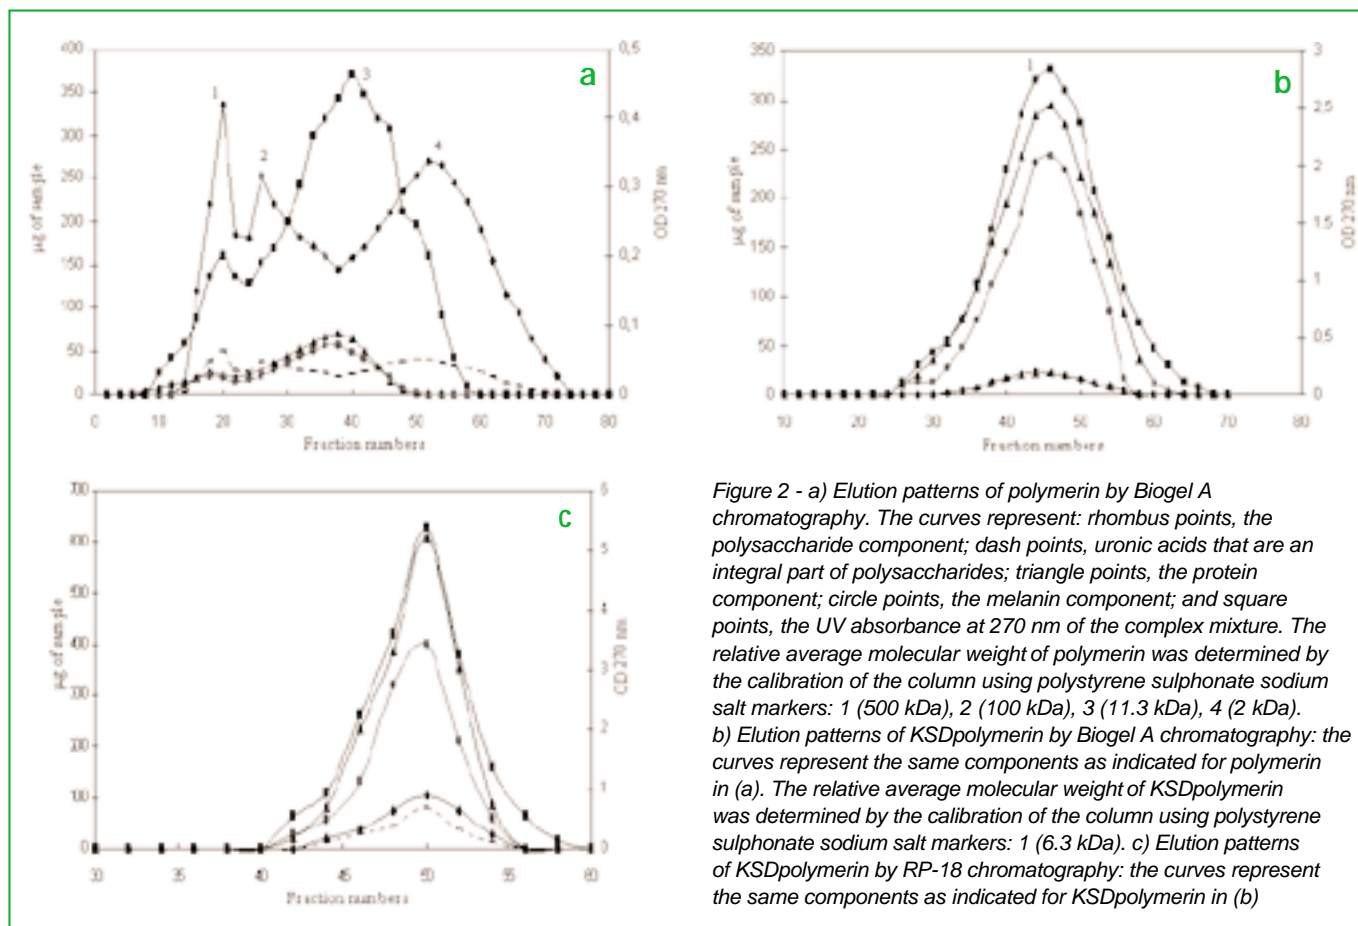 a
400
350
300
250
200
150
100
50
0
µg of sample
0,5
0,4
0,3
0,2
0,1
0
OD 270 nm
1
2
3
4
0 10 20 30 40 50 60 70 80
Fraction numbers
b
350
300
250
200
150
100
50
0
µg of sample
3
2.5
2
1.5
1
0.5
0
OD 270 nm
1
10 20 30 40 50 60 70 80
Fraction numbers
c
700
600
500
400
300
200
100
0
µg of sample
6
5
4
3
2
1
0
OD 270 nm
30 35 40 45 50 55 60
Fraction numbers
Figure 2 - a) Elution patterns of polymerin by Biogel A
chromatography. The curves represent: rhombus points, the
polysaccharide component; dash points, uronic acids that are an
integral part of polysaccharides; triangle points, the protein
component; circle points, the melanin component; and square
points, the UV absorbance at 270 nm of the complex mixture. The
relative average molecular weight of polymerin was determined by
the calibration of the column using polystyrene sulphonate sodium
salt markers: 1 (500 kDa), 2 (100 kDa), 3 (11.3 kDa), 4 (2 kDa).
b) Elution patterns of KSDpolymerin by Biogel A chromatography: the
curves represent the same components as indicated for polymerin
in (a). The relative average molecular weight of KSDpolymerin
was determined by the calibration of the column using polystyrene
sulphonate sodium salt markers: 1 (6.3 kDa). c) Elution patterns
of KSDpolymerin by RP-18 chromatography: the curves represent
the same components as indicated for KSDpolymerin in (b)